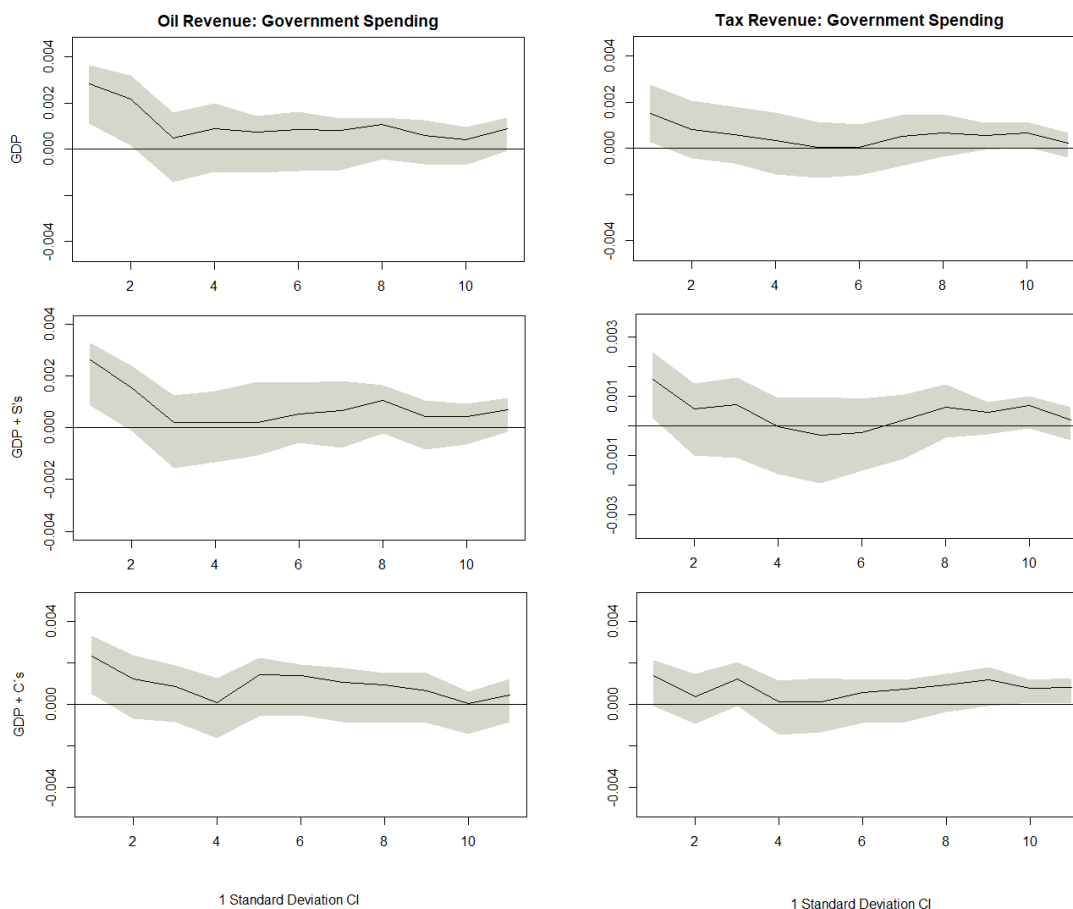 Oil Revenue: Government Spending
GDP
0.004
0.002
0.000
-0.004
2 4 6 8 10
Tax Revenue: Government Spending
0.004
0.002
0.000
-0.004
2 4 6 8 10
GDP + S's
0.004
0.002
0.000
-0.004
2 4 6 8 10
0.003
0.001
-0.001
-0.003
2 4 6 8 10
GDP + C´s
0.004
0.000
-0.004
2 4 6 8 10
0.004
0.000
-0.004
2 4 6 8 10
1 Standard Deviation CI
1 Standard Deviation CI